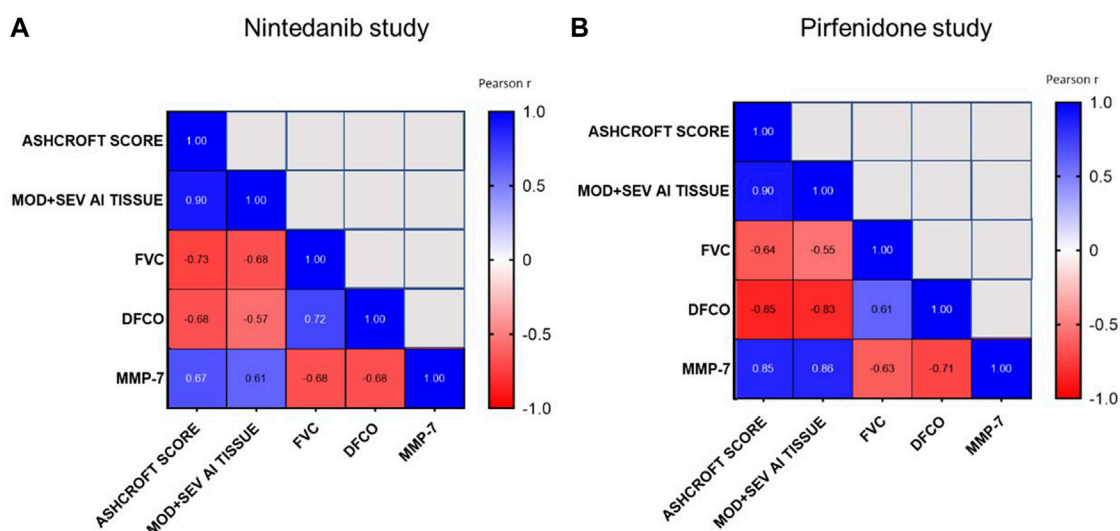 A
Nintedanib study
Pearson r
ASHCROFT SCORE
1.00
MOD+SEV AI TISSUE
0.90 1.00
FVC
-0.73 -0.68 1.00
DFCO
-0.68 -0.57 0.72 1.00
MMP-7
0.67 0.61 -0.68 -0.68 1.00
1.0
0.5
0
-0.5
-1.0
ASHCROFT SCORE
MOD+SEV AI TISSUE
FVC
DFCO
MMP-7
B
Pirfenidone study
Pearson r
ASHCROFT SCORE
1.00
MOD+SEV AI TISSUE
0.90 1.00
FVC
-0.64 -0.55 1.00
DFCO
-0.85 -0.83 0.61 1.00
MMP-7
0.85 0.86 -0.63 -0.71 1.00
1.0
0.5
0
-0.5
-1.0
ASHCROFT SCORE
MOD+SEV AI TISSUE
FVC
DFCO
MMP-7